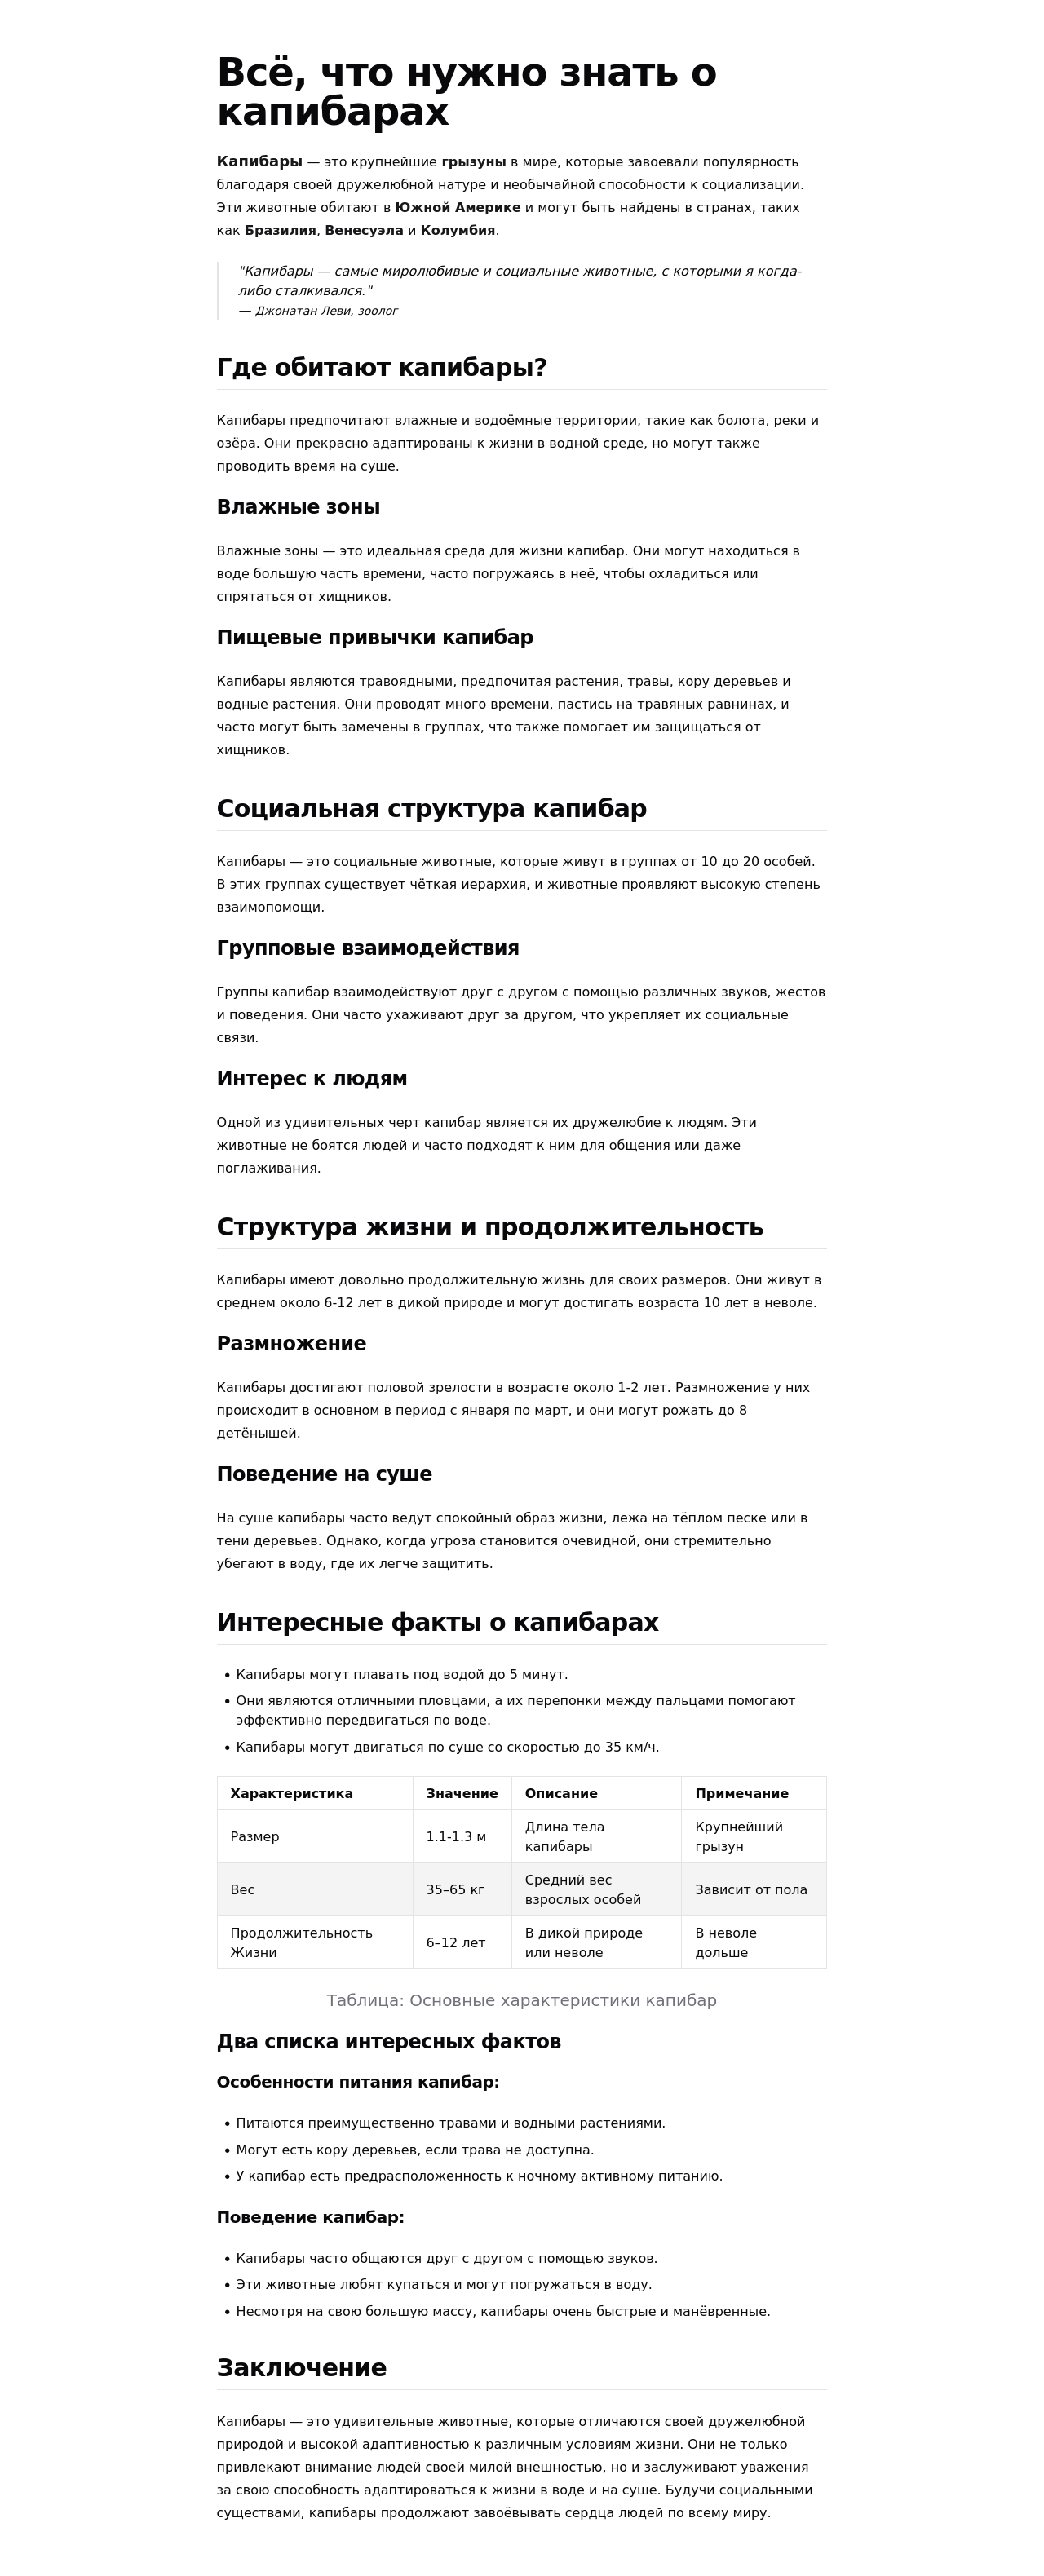 Всё, что нужно знать о
капибарах
Капибары — это крупнейшие грызуны в мире, которые завоевали популярность
благодаря своей дружелюбной натуре и необычайной способности к социализации.
Эти животные обитают в Южной Америке и могут быть найдены в странах, таких
как Бразилия, Венесуэла и Колумбия.
"Капибары — самые миролюбивые и социальные животные, с которыми я когда-
либо сталкивался."
— Джонатан Леви, зоолог
Где обитают капибары?
Капибары предпочитают влажные и водоёмные территории, такие как болота, реки и
озёра. Они прекрасно адаптированы к жизни в водной среде, но могут также
проводить время на суше.
Влажные зоны
Влажные зоны — это идеальная среда для жизни капибар. Они могут находиться в
воде большую часть времени, часто погружаясь в неё, чтобы охладиться или
спрятаться от хищников.
Пищевые привычки капибар
Капибары являются травоядными, предпочитая растения, травы, кору деревьев и
водные растения. Они проводят много времени, пастись на травяных равнинах, и
часто могут быть замечены в группах, что также помогает им защищаться от
хищников.
Социальная структура капибар
Капибары — это социальные животные, которые живут в группах от 10 до 20 особей.
В этих группах существует чёткая иерархия, и животные проявляют высокую степень
взаимопомощи.
Групповые взаимодействия
Группы капибар взаимодействуют друг с другом с помощью различных звуков, жестов
и поведения. Они часто ухаживают друг за другом, что укрепляет их социальные
связи.
Интерес к людям
Одной из удивительных черт капибар является их дружелюбие к людям. Эти
животные не боятся людей и часто подходят к ним для общения или даже
поглаживания.
Структура жизни и продолжительность
Капибары имеют довольно продолжительную жизнь для своих размеров. Они живут в
среднем около 6-12 лет в дикой природе и могут достигать возраста 10 лет в неволе.
Размножение
Капибары достигают половой зрелости в возрасте около 1-2 лет. Размножение у них
происходит в основном в период с января по март, и они могут рожать до 8
детёнышей.
Поведение на суше
На суше капибары часто ведут спокойный образ жизни, лежа на тёплом песке или в
тени деревьев. Однако, когда угроза становится очевидной, они стремительно
убегают в воду, где их легче защитить.
Интересные факты о капибарах
• Капибары могут плавать под водой до 5 минут.
• Они являются отличными пловцами, а их перепонки между пальцами помогают
эффективно передвигаться по воде.
• Капибары могут двигаться по суше со скоростью до 35 км/ч.
Характеристика Значение Описание Примечание
Размер 1.1-1.3 м Длина тела капибары Крупнейший грызун
Вес 35–65 кг Средний вес взрослых особей Зависит от пола
Продолжительность Жизни 6–12 лет В дикой природе или неволе В неволе дольше
Таблица: Основные характеристики капибар
Два списка интересных фактов
Особенности питания капибар:
• Питаются преимущественно травами и водными растениями.
• Могут есть кору деревьев, если трава не доступна.
• У капибар есть предрасположенность к ночному активному питанию.
Поведение капибар:
• Капибары часто общаются друг с другом с помощью звуков.
• Эти животные любят купаться и могут погружаться в воду.
• Несмотря на свою большую массу, капибары очень быстрые и манёвренные.
Заключение
Капибары — это удивительные животные, которые отличаются своей дружелюбной
природой и высокой адаптивностью к различным условиям жизни. Они не только
привлекают внимание людей своей милой внешностью, но и заслуживают уважения
за свою способность адаптироваться к жизни в воде и на суше. Будучи социальными
существами, капибары продолжают завоёвывать сердца людей по всему миру.